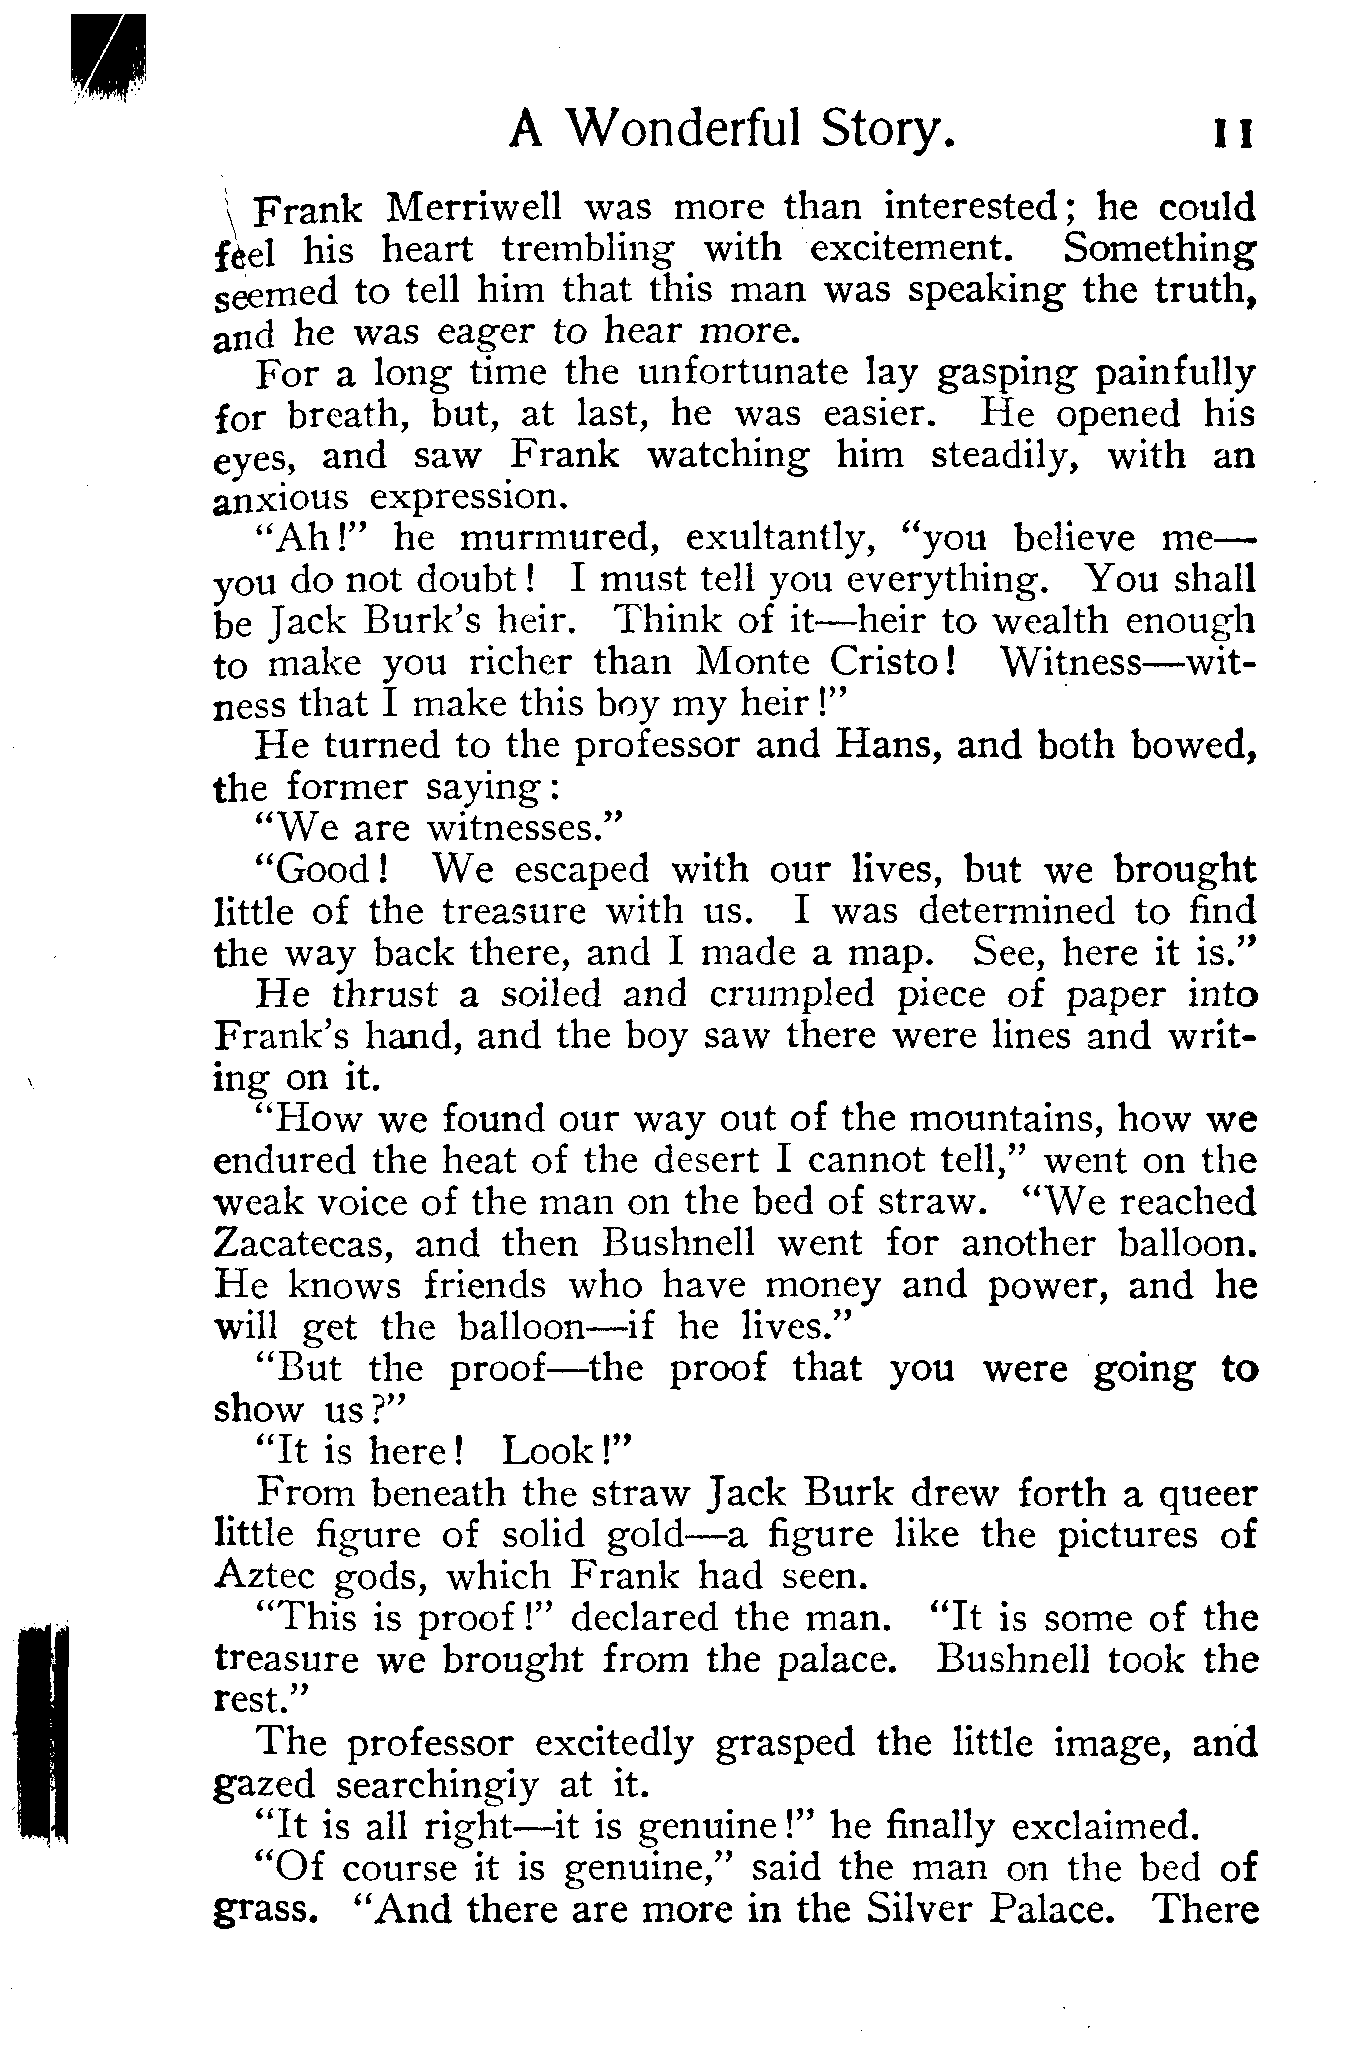 A Wonderful Story. 11
Frank Merriwell was more than interested; he could
feel his heart trembling with excitement. Something
seemed to tell him that this man was speaking the truth,
and he was eager to hear more.
For a long time the unfortunate lay gasping painfully
for breath, but, at last, he was easier. He opened his
eyes, and saw Frank watching him steadily, with an
anxious expression.
"Ah!" he murmured, exultantly, "you believe me—
you do not doubt! I must tell you everything. You shall
be Jack Burk's heir. Think of it—heir to wealth enough
to make you richer than Monte Cristo! Witness—wit-
ness that I make this boy my heir!"
He turned to the professor and Hans, and both bowed,
the former saying:
"We are witnesses."
"Good! We escaped with our lives, but we brought
little of the treasure with us. I was determined to find
the way back there, and I made a map. See, here it is."
He thrust a soiled and crumpled piece of paper into
Frank's hand, and the boy saw there were lines and writ-
ing on it.
"How we found our way out of the mountains, how we
endured the heat of the desert I cannot tell," went on the
weak voice of the man on the bed of straw. "We reached
Zacatecas, and then Bushnell went for another balloon.
He knows friends who have money and power, and he
will get the balloon—if he lives."
"But the proof—the proof that you were going to
show us?"
"It is here! Look!"
From beneath the straw Jack Burk drew forth a queer
little figure of solid gold—a figure like the pictures of
Aztec gods, which Frank had seen.
"This is proof!" declared the man. "It is some of the
treasure we brought from the palace. Bushnell took the
rest."
The professor excitedly grasped the little image, and
gazed searchingly at it.
"It is all right—it is genuine!" he finally exclaimed.
"Of course it is genuine," said the man on the bed of
grass. "And there are more in the Silver Palace. There